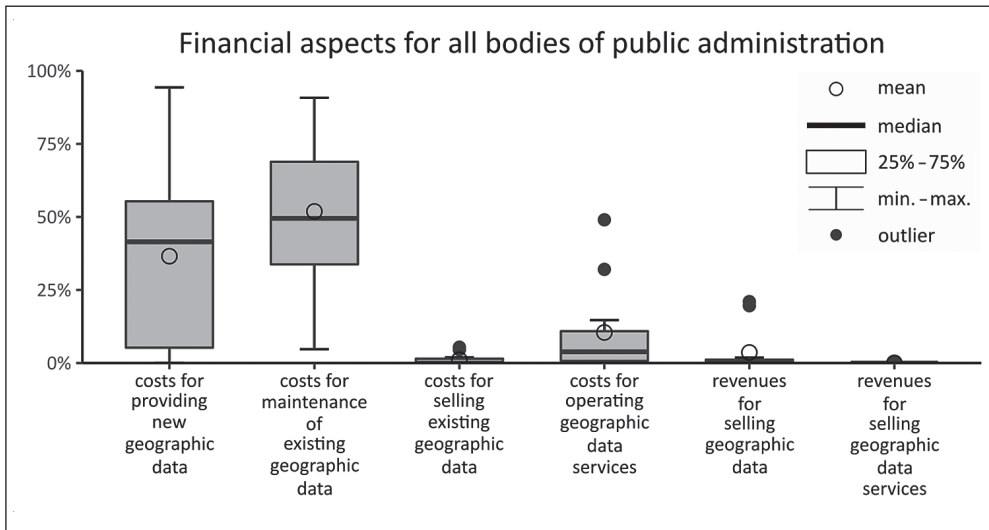 Financial aspects for all bodies of public administration
100%
75%
50%
25%
0%
mean
median
25% – 75%
min. – max.
outlier
costs for
providing
new
geographic
data
costs for
maintenance
of
existing
geographic
data
costs for
selling
existing
geographic
data
costs for
operating
geographic
data
services
revenues
for
selling
geographic
data
revenues
for
selling
geographic
data
services